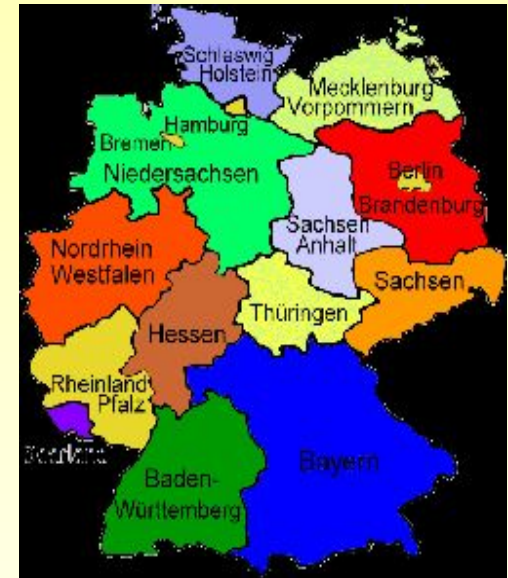 Schleswig
Holstein
Mecklenburg
Vorpommern
Hamburg
Bremen
Niedersachsen
Berlin
Brandenburg
Sachsen
Anhalt
Nordrhein
Westfalen
Sachsen
Thüringen
Hessen
Rheinland
Pfalz
Saarland
Bayern
Baden-
Württemberg